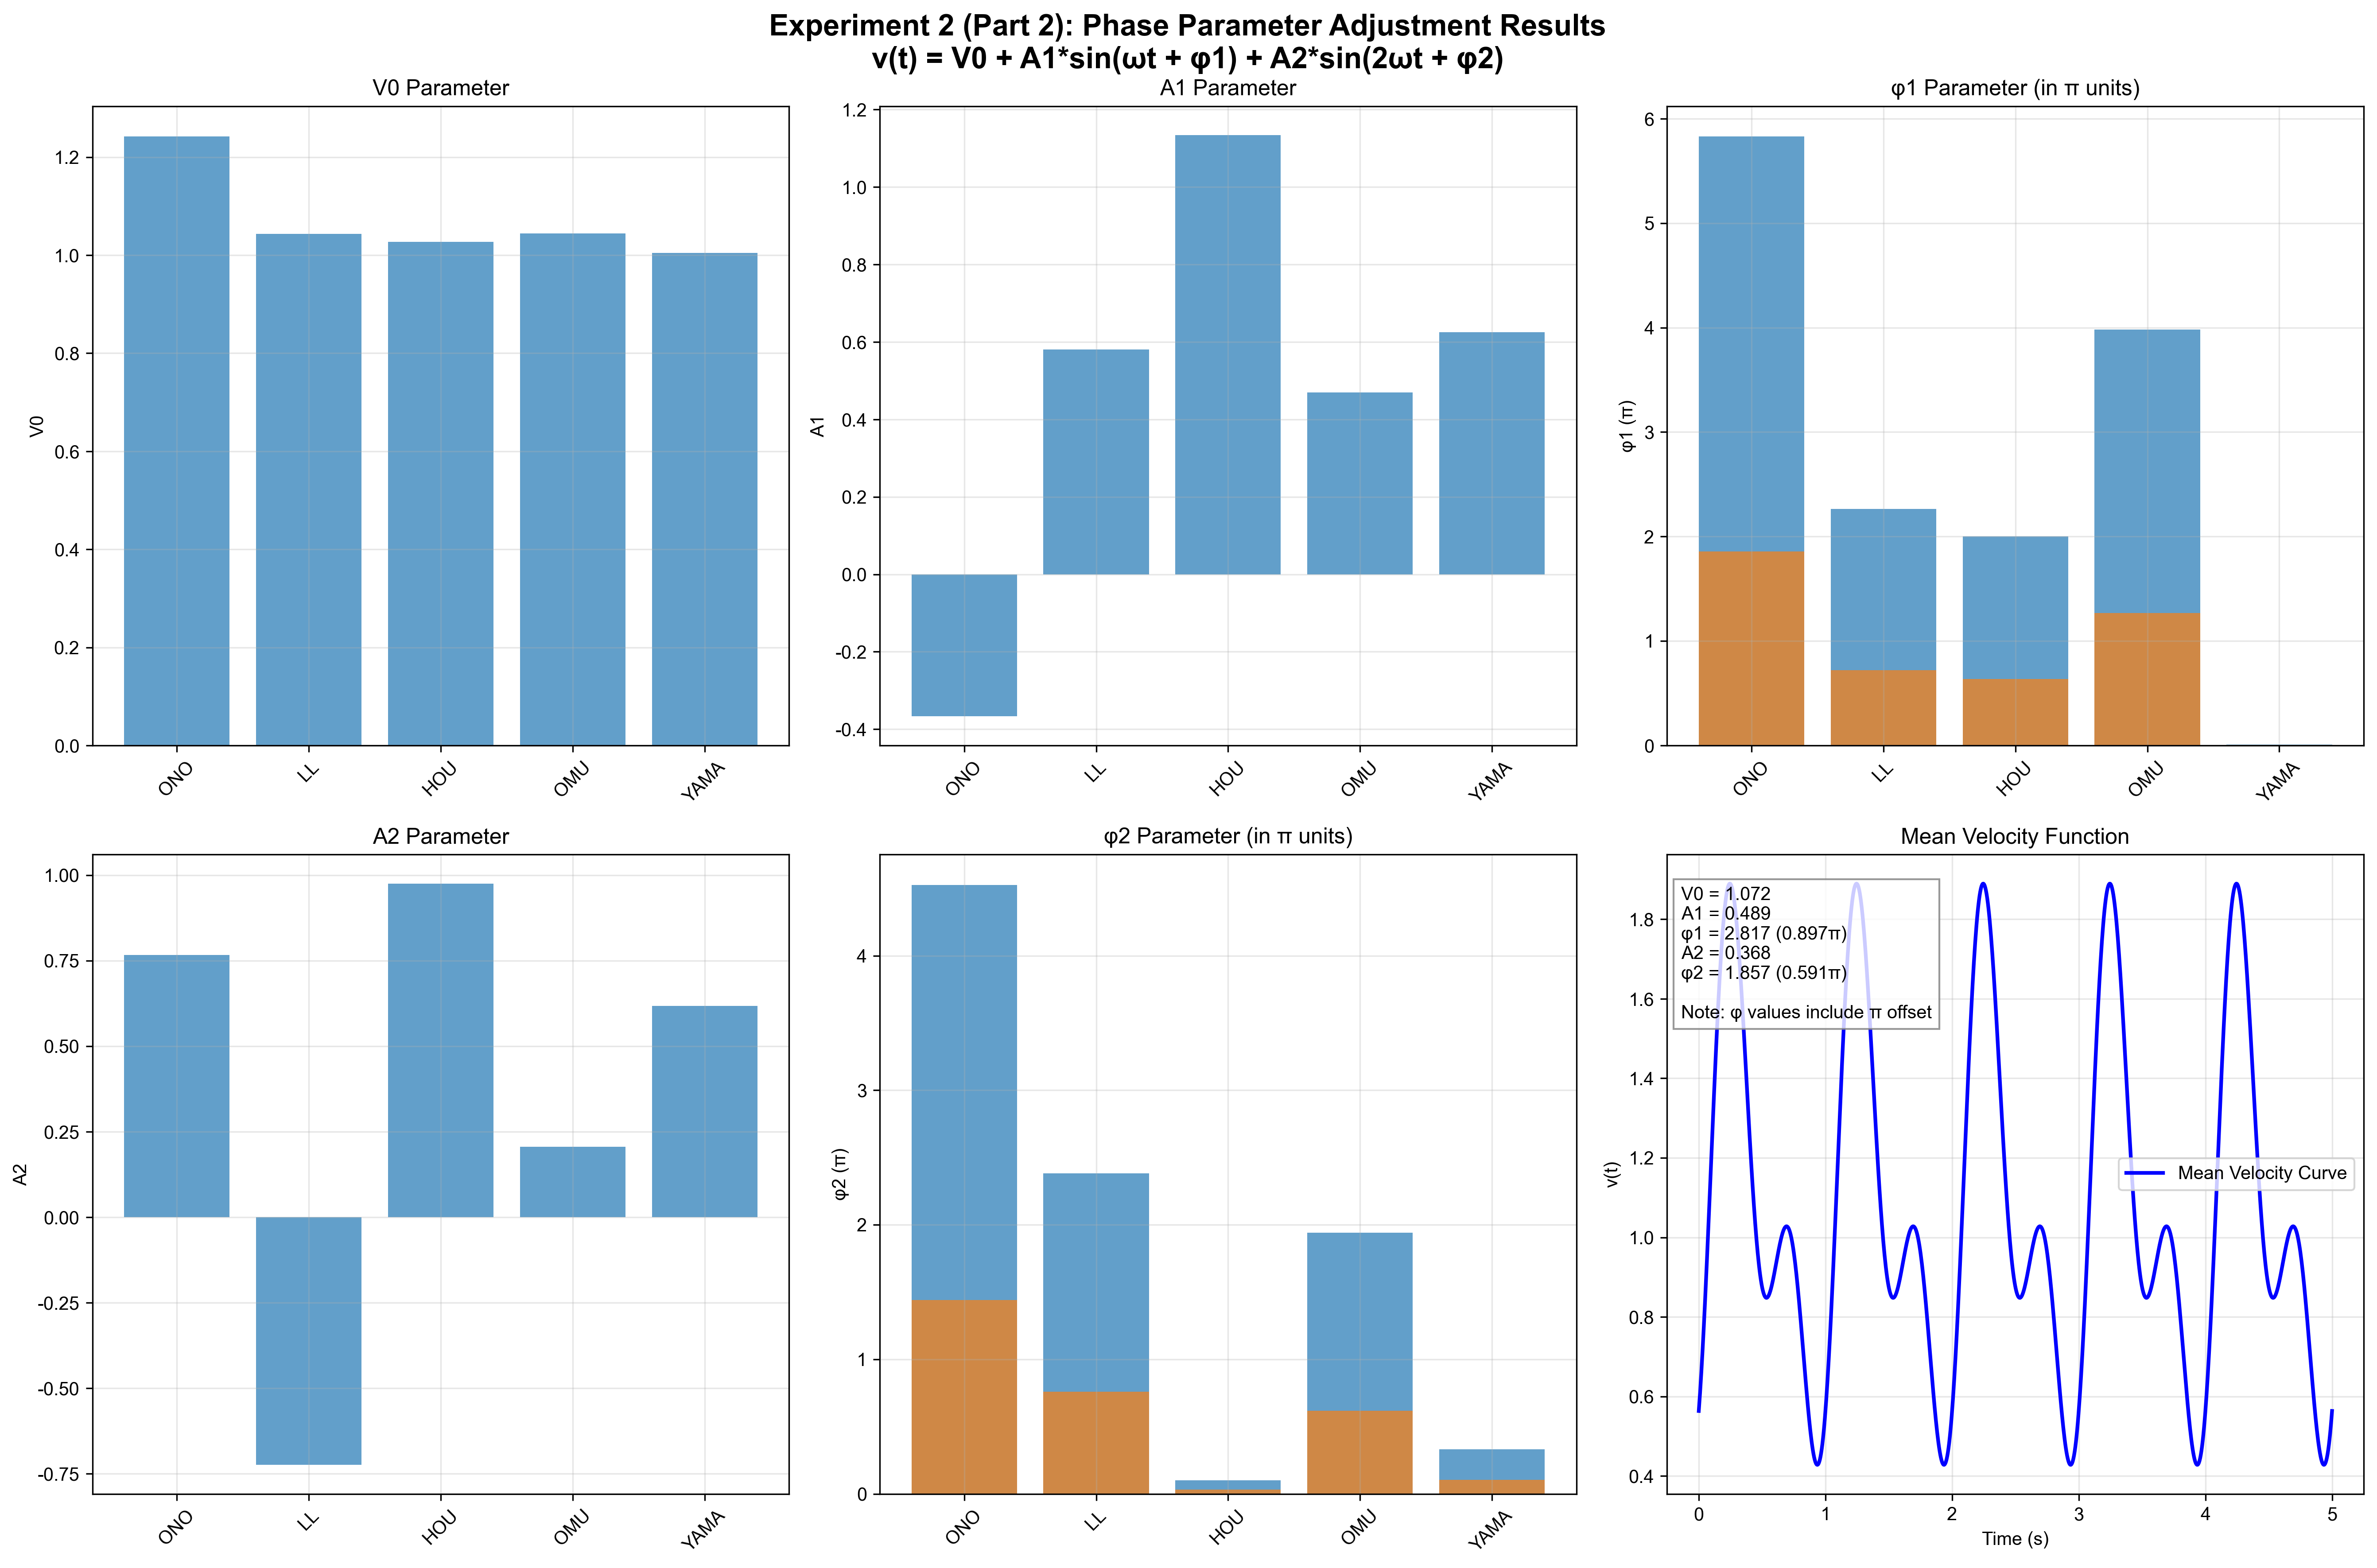 Experiment 2 (Part 2): Phase Parameter Adjustment Results
v(t) = V0 + A1*sin(ωt + φ1) + A2*sin(2ωt + φ2)
V0 Parameter
V0
1.2
1.0
0.8
0.6
0.4
0.2
0.0
ONO
LL
HOU
OMU
YAMA
A1 Parameter
A1
1.2
1.0
0.8
0.6
0.4
0.2
0.0
-0.2
-0.4
ONO
LL
HOU
OMU
YAMA
φ1 Parameter (in π units)
φ1 (π)
6
5
4
3
2
1
0
ONO
LL
HOU
OMU
YAMA
A2 Parameter
A2
1.00
0.75
0.50
0.25
0.00
-0.25
-0.50
-0.75
ONO
LL
HOU
OMU
YAMA
φ2 Parameter (in π units)
φ2 (π)
4
3
2
1
0
ONO
LL
HOU
OMU
YAMA
Mean Velocity Function
v(t)
1.8
1.6
1.4
1.2
1.0
0.8
0.6
0.4
V0 = 1.072
A1 = 0.489
φ1 = 2.817 (0.897π)
A2 = 0.368
φ2 = 1.857 (0.591π)
Note: φ values include π offset
Mean Velocity Curve
0
1
2
3
4
5
Time (s)